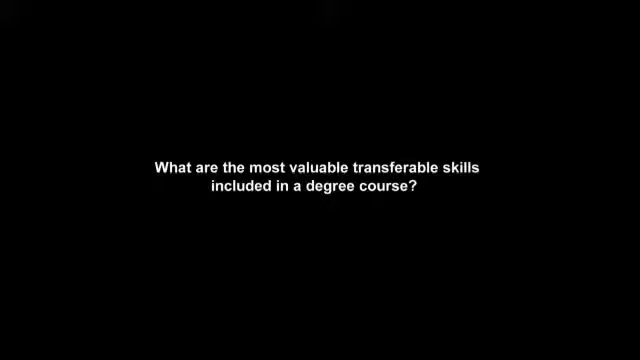 What are the most valuable transferable skills
included in a degree course?